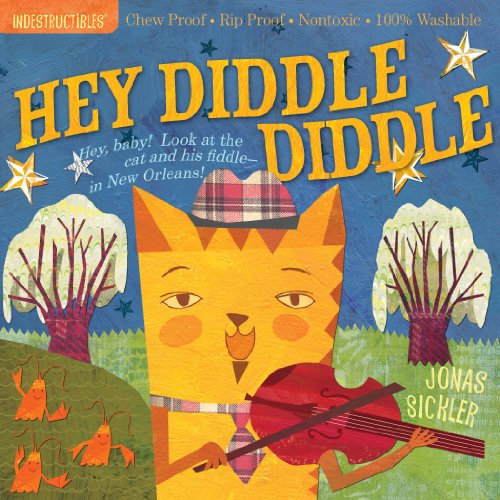 INDESTRUCTIBLES®
Chew Proof • Rip Proof • Nontoxic • 100% Washable
HEY DIDDLE
DIDDLE
Hey, baby! Look at the
cat and his fiddle—
in New Orleans!
JONAS
SICKLER